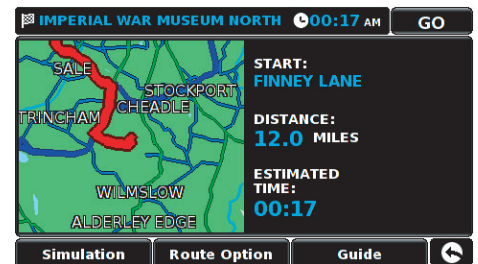 IMPERIAL WAR MUSEUM NORTH 00:17 AM GO
SALE
STOCKPORT
CHEADLE
TRINCHAM
WILMSLOW
ALDERLEY EDGE
START:
FINNEY LANE
DISTANCE:
12.0 MILES
ESTIMATED
TIME:
00:17
Simulation Route Option Guide